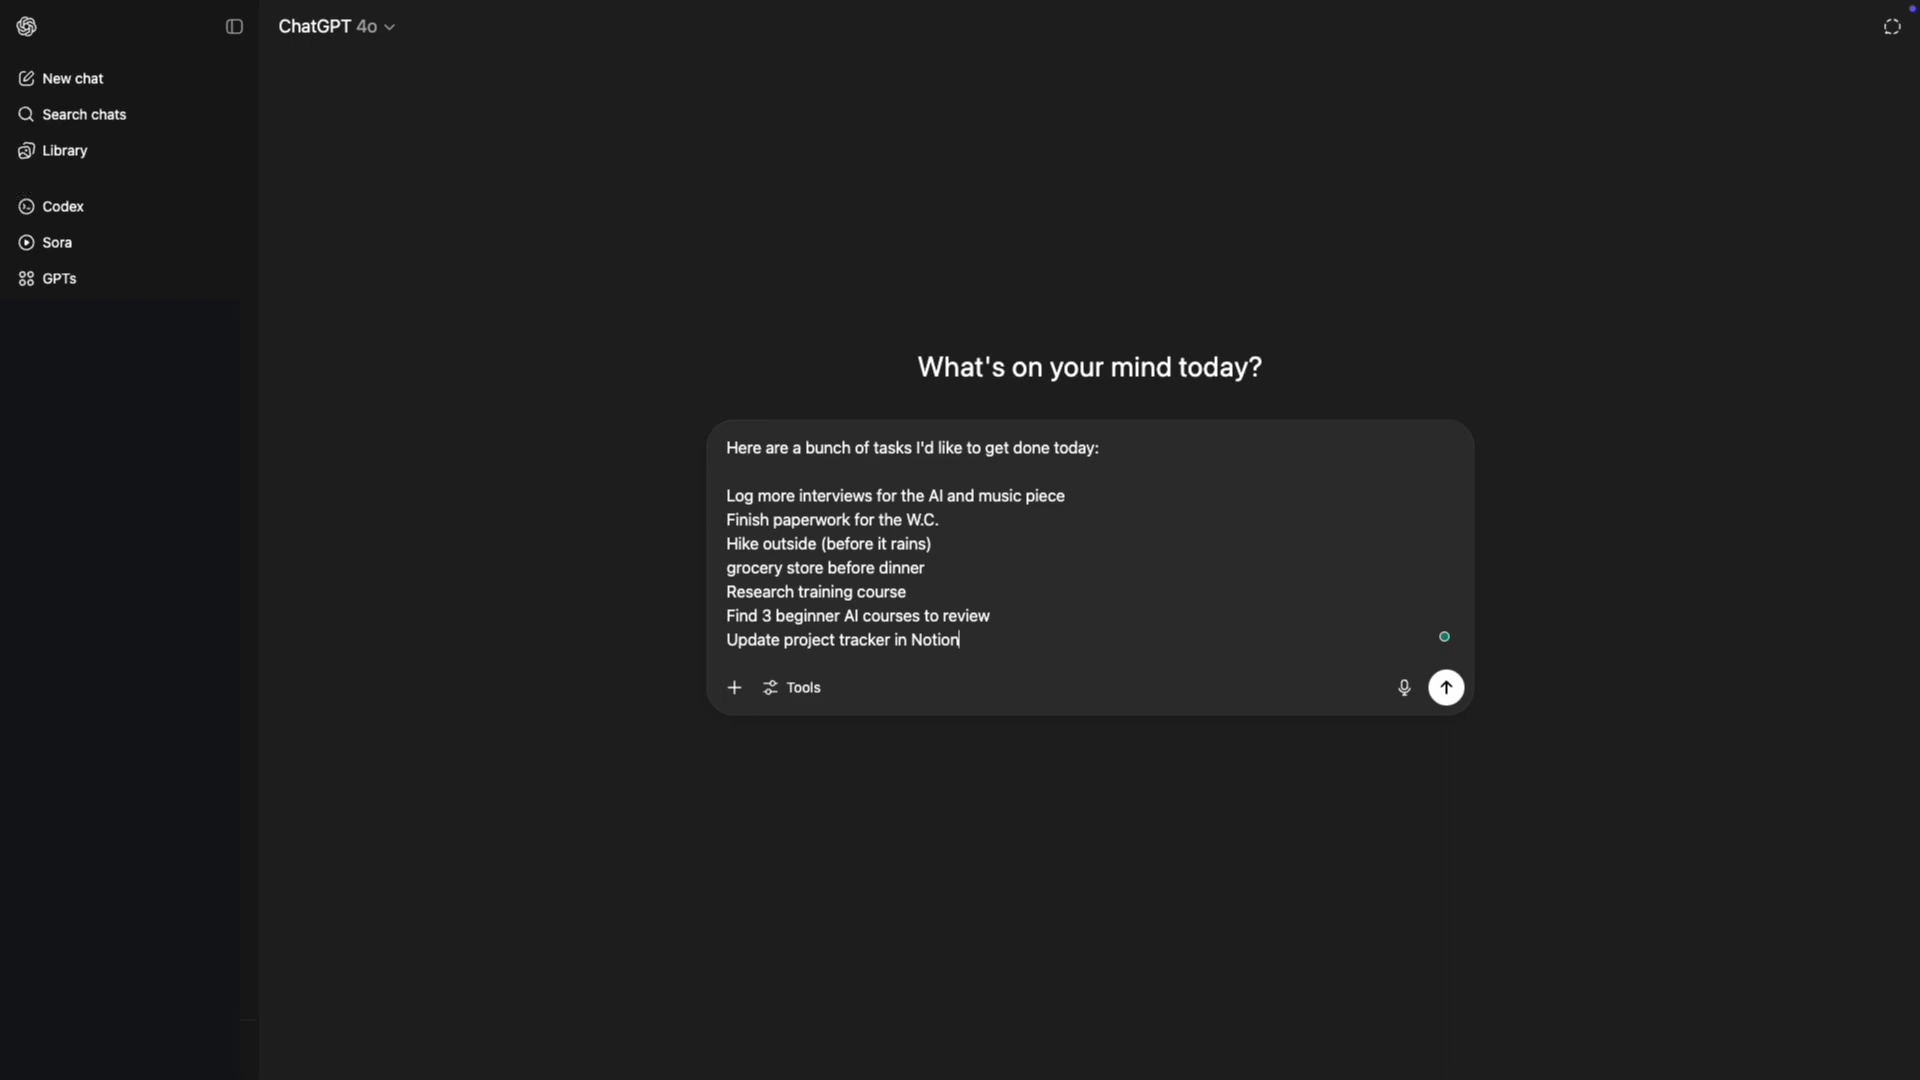 ChatGPT 4o
New chat
Search chats
Library
Codex
Sora
GPTs
What's on your mind today?
Here are a bunch of tasks I'd like to get done today:
Log more interviews for the AI and music piece
Finish paperwork for the W.C.
Hike outside (before it rains)
grocery store before dinner
Research training course
Find 3 beginner AI courses to review
Update project tracker in Notion
Tools